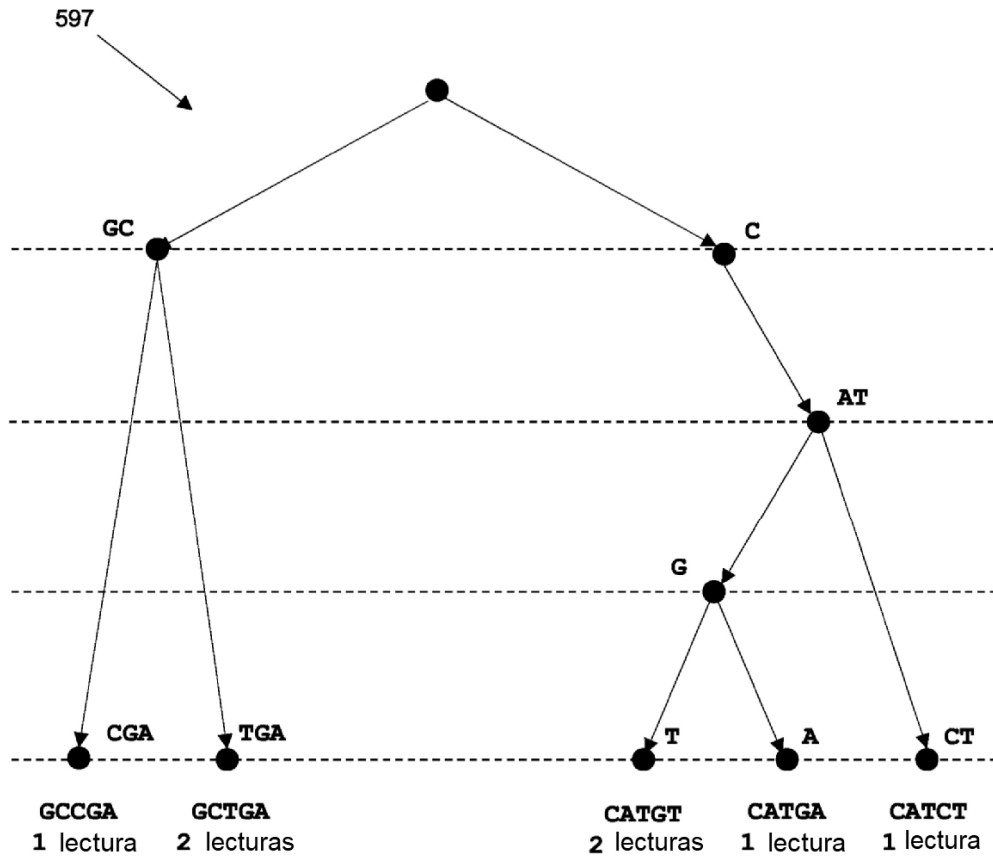 597
GC
C
AT
G
CGA
TGA
T
A
CT
GCCGA
1 lectura
GCTGA
2 lecturas
CATGT
2 lecturas
CATGA
1 lectura
CATCT
1 lectura